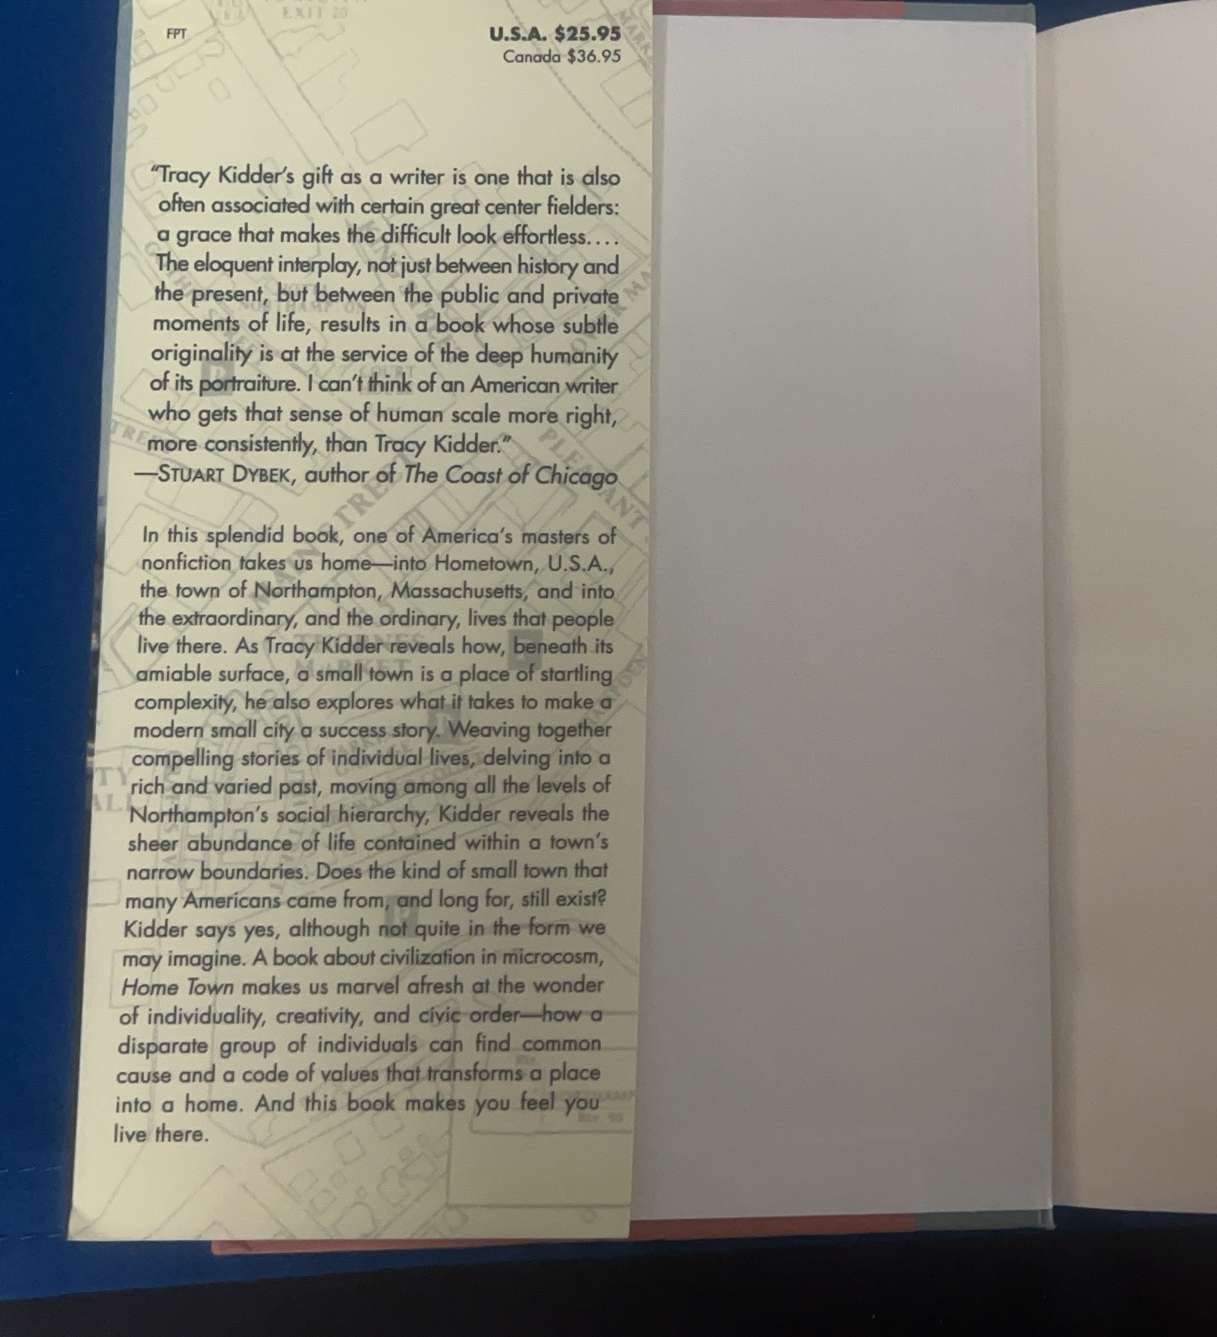 EXIT 20
FPT
U.S.A. $25.95
Canada $36.95
“Tracy Kidder’s gift as a writer is one that is also
often associated with certain great center fielders:
a grace that makes the difficult look effortless. . . .
The eloquent interplay, not just between history and
the present, but between the public and private
moments of life, results in a book whose subtle
originality is at the service of the deep humanity
of its portraiture. I can’t think of an American writer
who gets that sense of human scale more right,
more consistently, than Tracy Kidder.”
—STUART DYBEK, author of The Coast of Chicago
PLEASANT
MAIN STREET
In this splendid book, one of America’s masters of
nonfiction takes us home—into Hometown, U.S.A.,
the town of Northampton, Massachusetts, and into
the extraordinary, and the ordinary, lives that people
live there. As Tracy Kidder reveals how, beneath its
amiable surface, a small town is a place of startling
complexity, he also explores what it takes to make a
modern small city a success story. Weaving together
compelling stories of individual lives, delving into a
rich and varied past, moving among all the levels of
Northampton’s social hierarchy, Kidder reveals the
sheer abundance of life contained within a town’s
narrow boundaries. Does the kind of small town that
many Americans came from, and long for, still exist?
Kidder says yes, although not quite in the form we
may imagine. A book about civilization in microcosm,
Home Town makes us marvel afresh at the wonder
of individuality, creativity, and civic order—how a
disparate group of individuals can find common
cause and a code of values that transforms a place
into a home. And this book makes you feel you
live there.
THORNES
MARKET